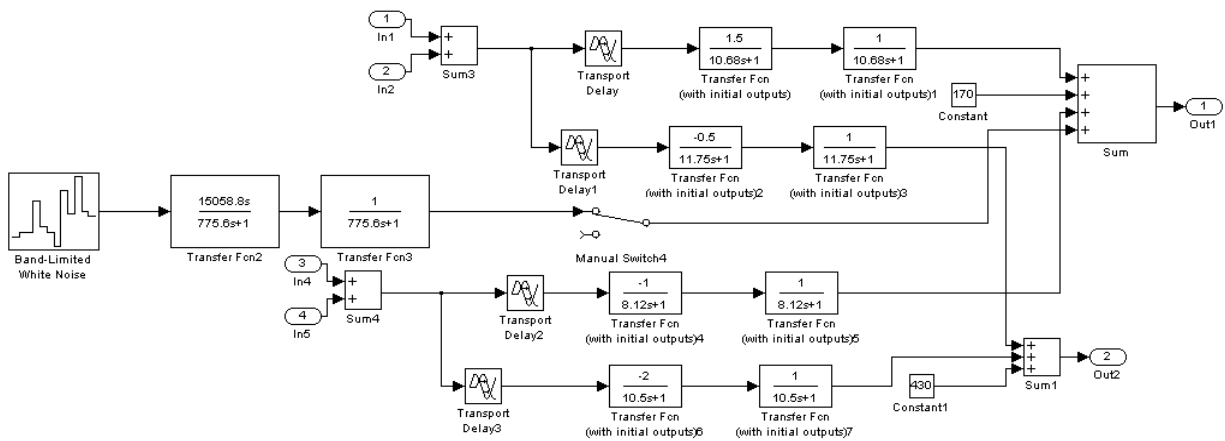 1
In1
2
In2
+
+
Sum3
Transport
Delay
1.5
10.68s+1
Transfer Fcn
(with initial outputs)
1
10.68s+1
Transfer Fcn
(with initial outputs)1
170
Constant
+
+
+
+
Sum
1
Out1
Transport
Delay1
-0.5
11.75s+1
Transfer Fcn
(with initial outputs)2
1
11.75s+1
Transfer Fcn
(with initial outputs)3
Band-Limited
White Noise
15058.8s
775.6s+1
Transfer Fcn2
1
775.6s+1
Transfer Fcn3
Manual Switch4
3
In4
4
In5
+
+
Sum4
Transport
Delay2
-1
8.12s+1
Transfer Fcn
(with initial outputs)4
1
8.12s+1
Transfer Fcn
(with initial outputs)5
Transport
Delay3
-2
10.5s+1
Transfer Fcn
(with initial outputs)6
1
10.5s+1
Transfer Fcn
(with initial outputs)7
430
Constant1
+
+
+
Sum1
2
Out2